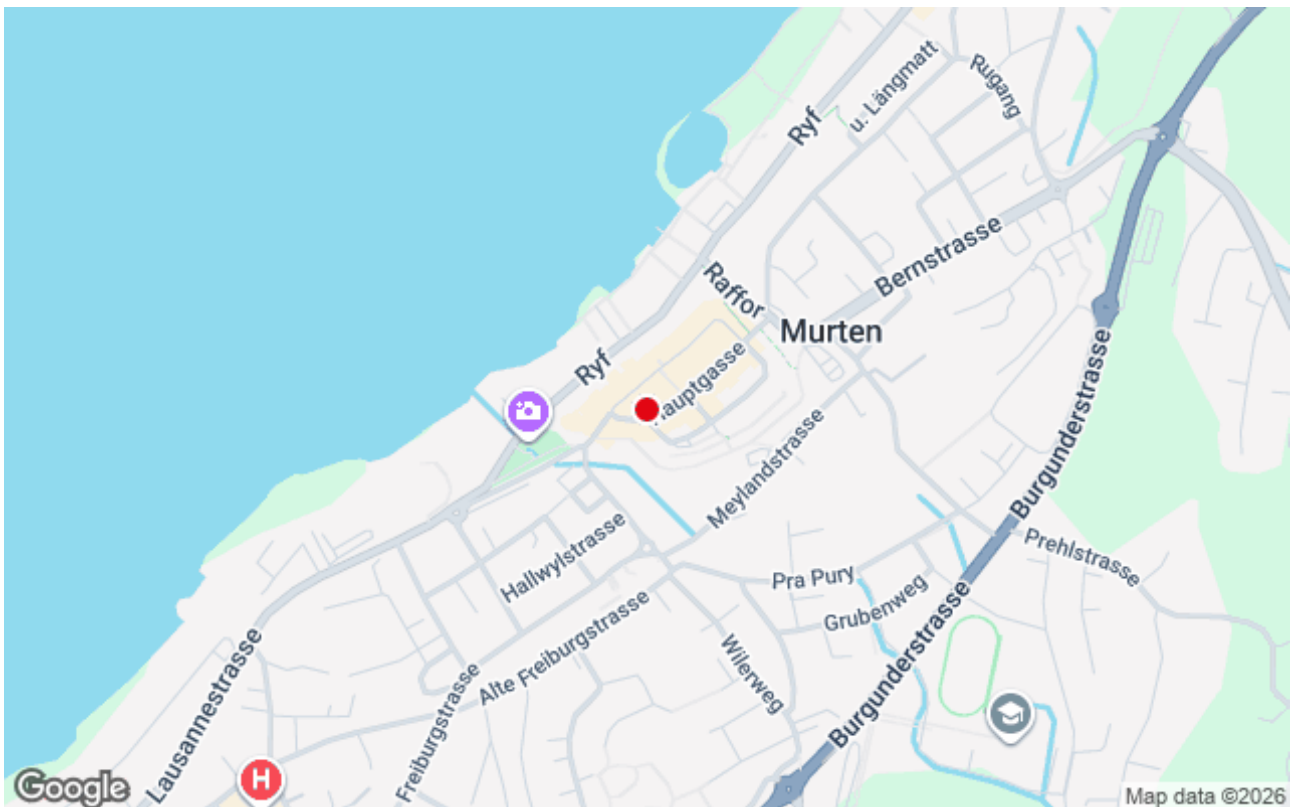 Rugang
u. Längmatt
Ryf
Bernstrasse
Raffor
Murten
Hauptgasse
Ryf
Burgunderstrasse
Meylandstrasse
Hallwylstrasse
Prehlstrasse
Pra Pury
Grubenweg
Alte Freiburgstrasse
Wilerweg
Lausannestrasse
Freiburgstrasse
Burgunderstrasse
H
Google
Map data ©2026